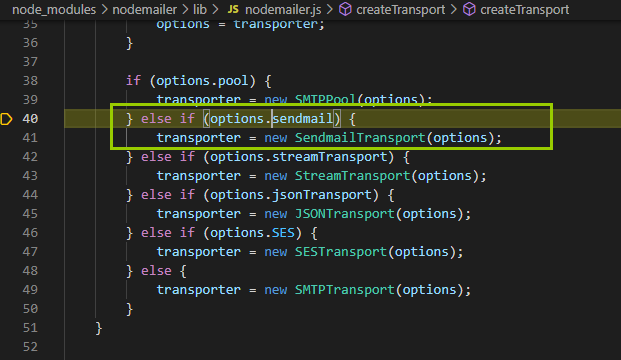 node_modules > nodemailer > lib > JS nodemailer.js > createTransport > createTransport
35 options = transporter;
36 }
37
38 if (options.pool) {
39 transporter = new SMTPPool(options);
40 } else if (options.sendmail) {
41 transporter = new SendmailTransport(options);
42 } else if (options.streamTransport) {
43 transporter = new StreamTransport(options);
44 } else if (options.jsonTransport) {
45 transporter = new JSONTransport(options);
46 } else if (options.SES) {
47 transporter = new SESTransport(options);
48 } else {
49 transporter = new SMTPTransport(options);
50 }
51 }
52